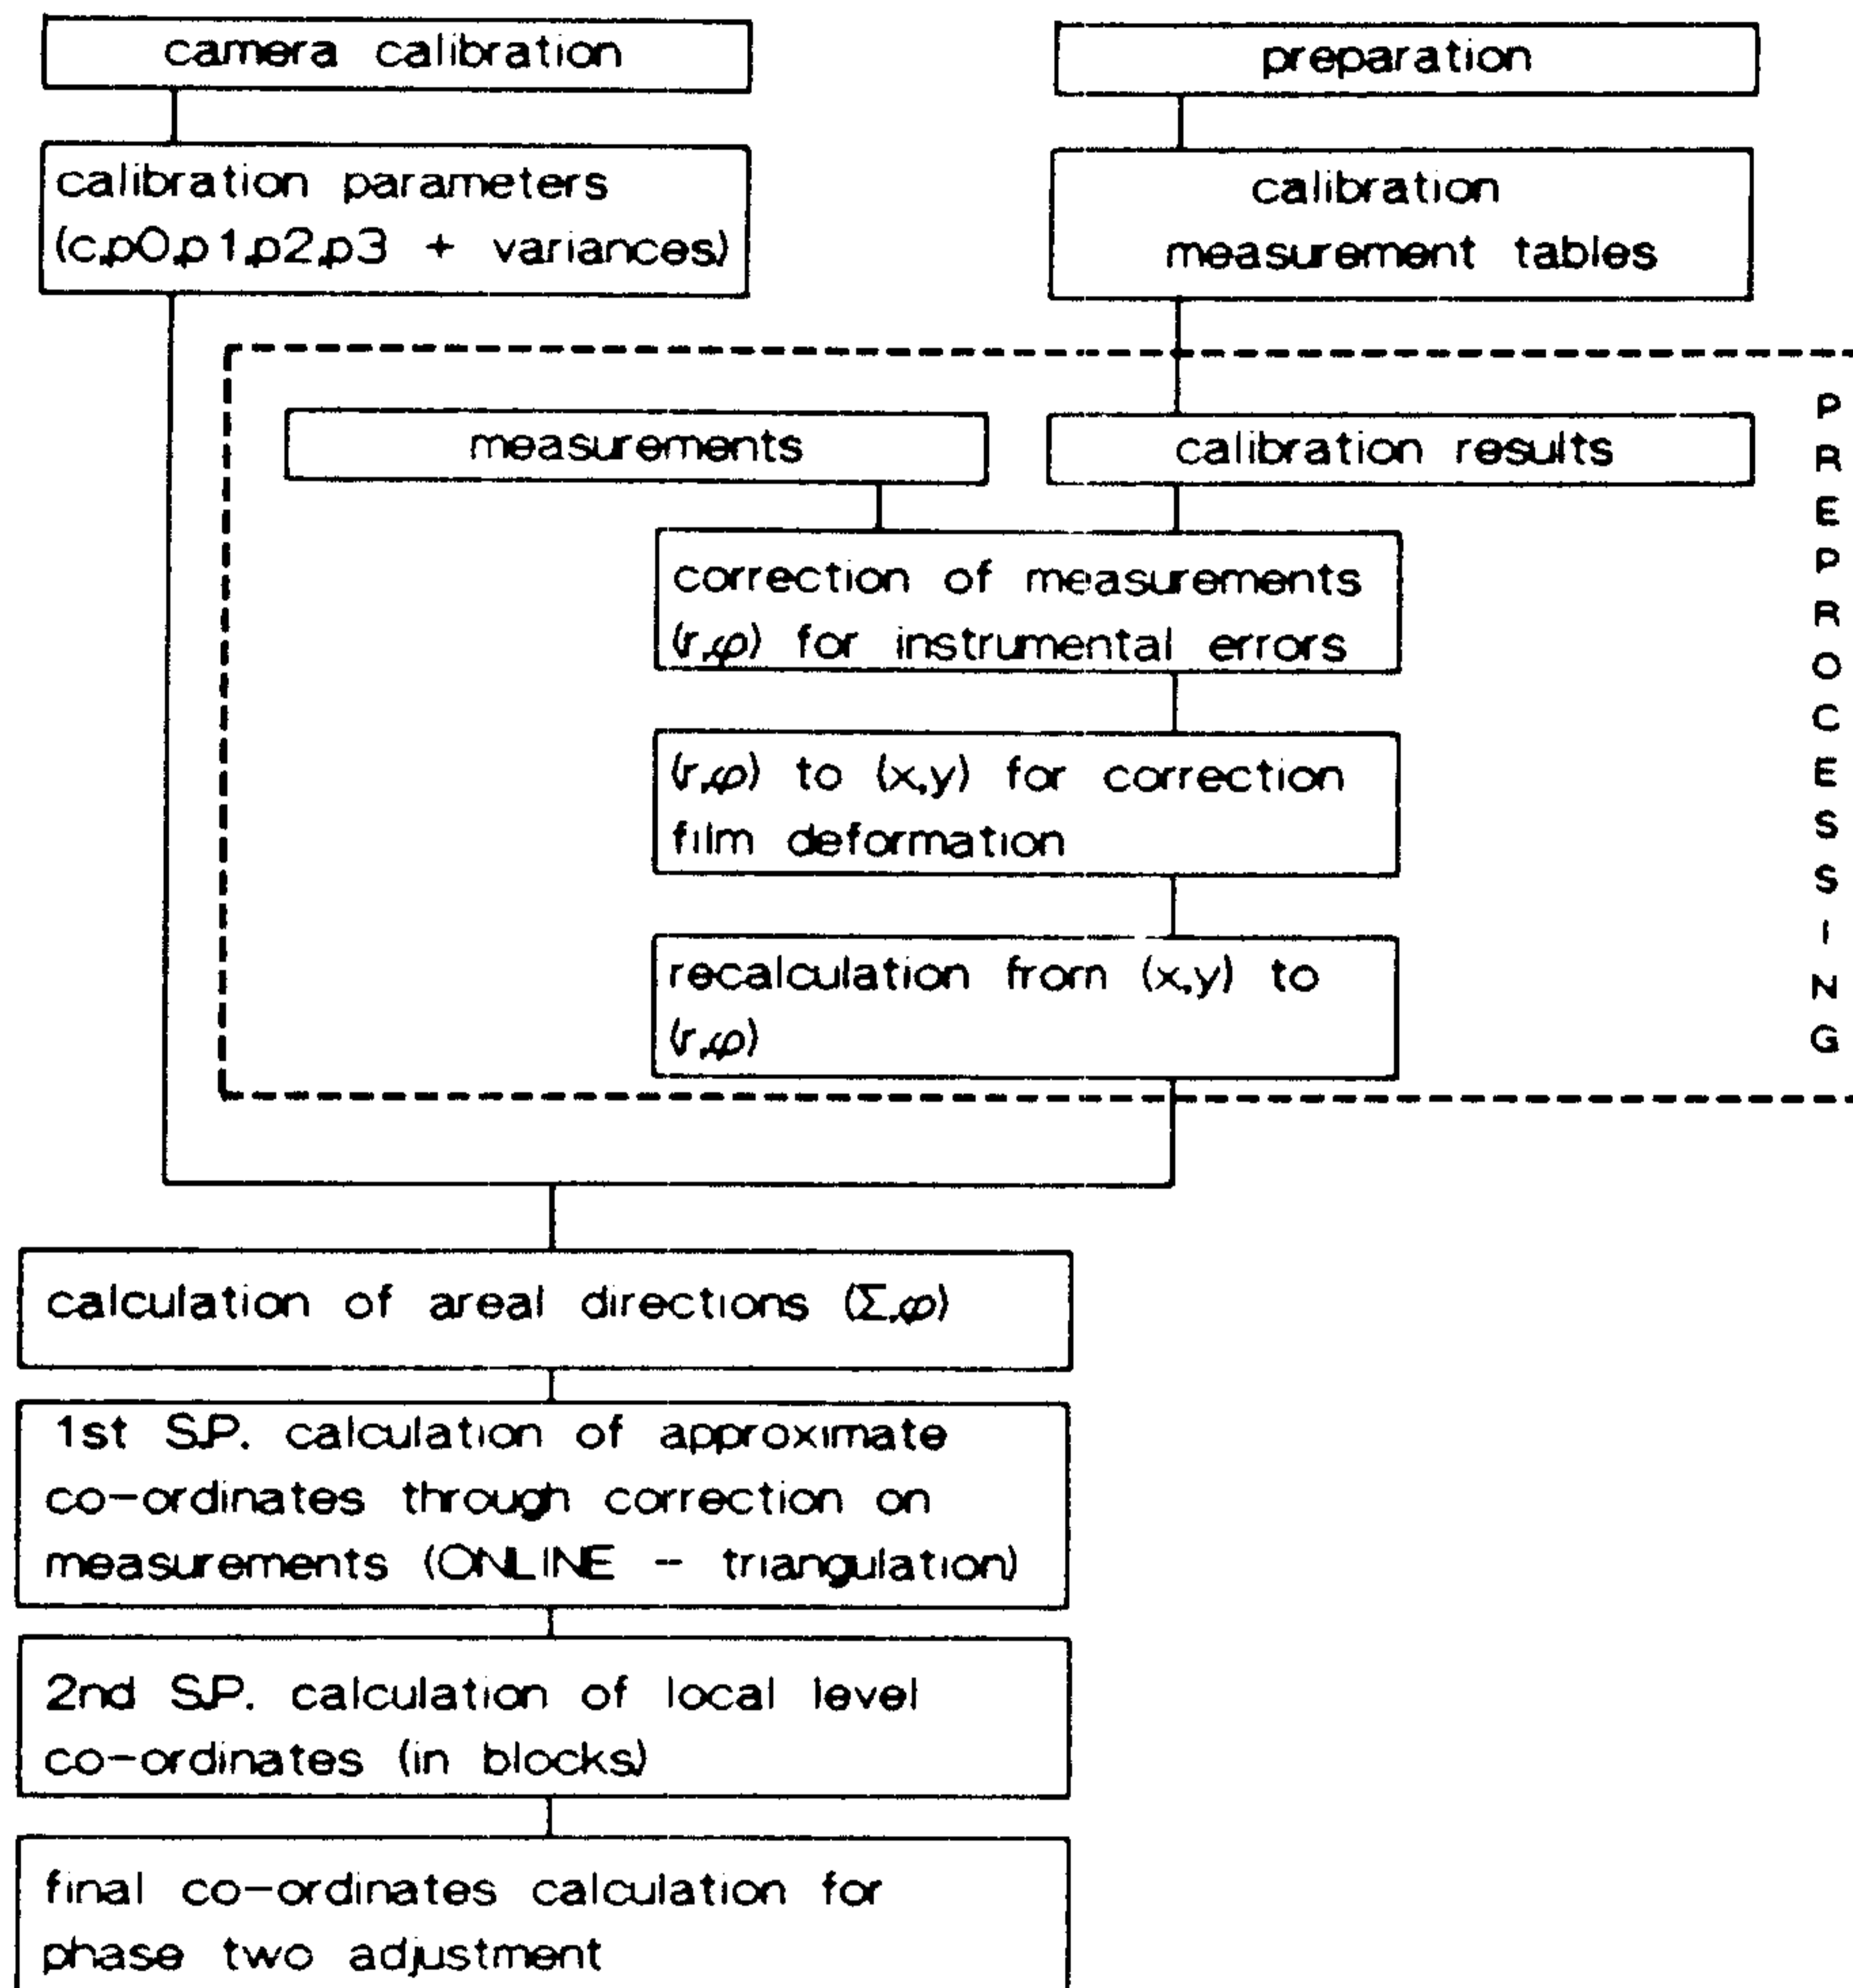 camera calibration
preparation
calibration parameters
(c,p0,p1,p2,p3 + variances)
calibration
measurement tables
measurements
calibration results
correction of measurements
(r,φ) for instrumental errors
(r,φ) to (x,y) for correction
film deformation
recalculation from (x,y) to
(r,φ)
PREPROCESSING
calculation of areal directions (Σ,φ)
1st S.P. calculation of approximate
co-ordinates through correction on
measurements (ONLINE - triangulation)
2nd S.P. calculation of local level
co-ordinates (in blocks)
final co-ordinates calculation for
phase two adjustment